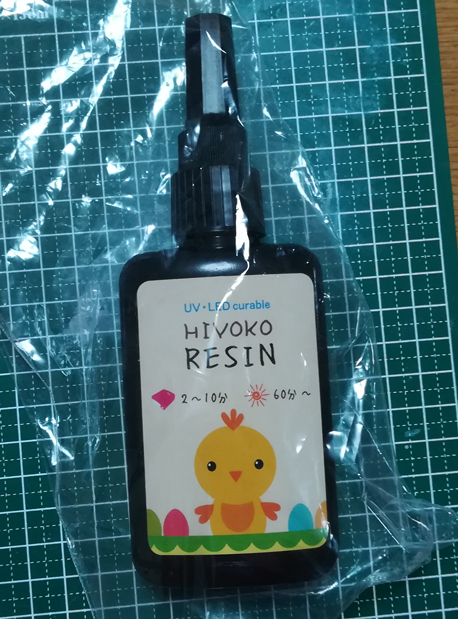 UV・LED curable
HIYOKO
RESIN
2～10分 60分～